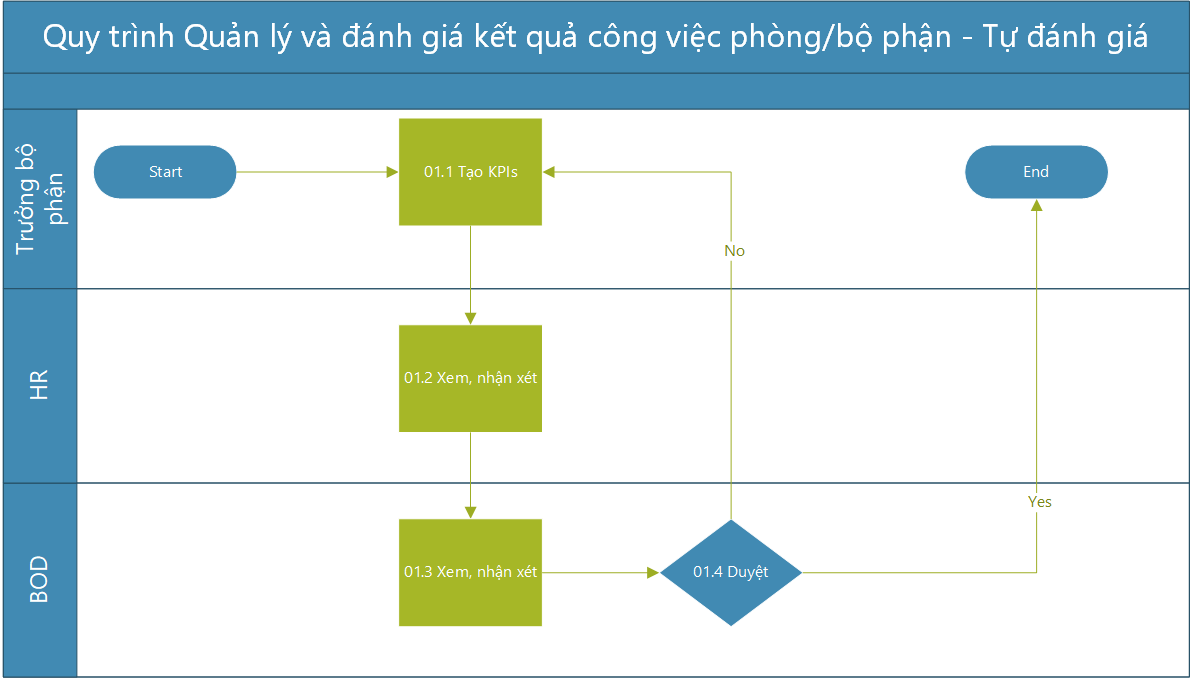 Quy trình Quản lý và đánh giá kết quả công việc phòng/bộ phận - Tự đánh giá
Trưởng bộ
phận
Start
01.1 Tạo KPIs
End
No
HR
01.2 Xem, nhận xét
Yes
BOD
01.3 Xem, nhận xét
01.4 Duyệt